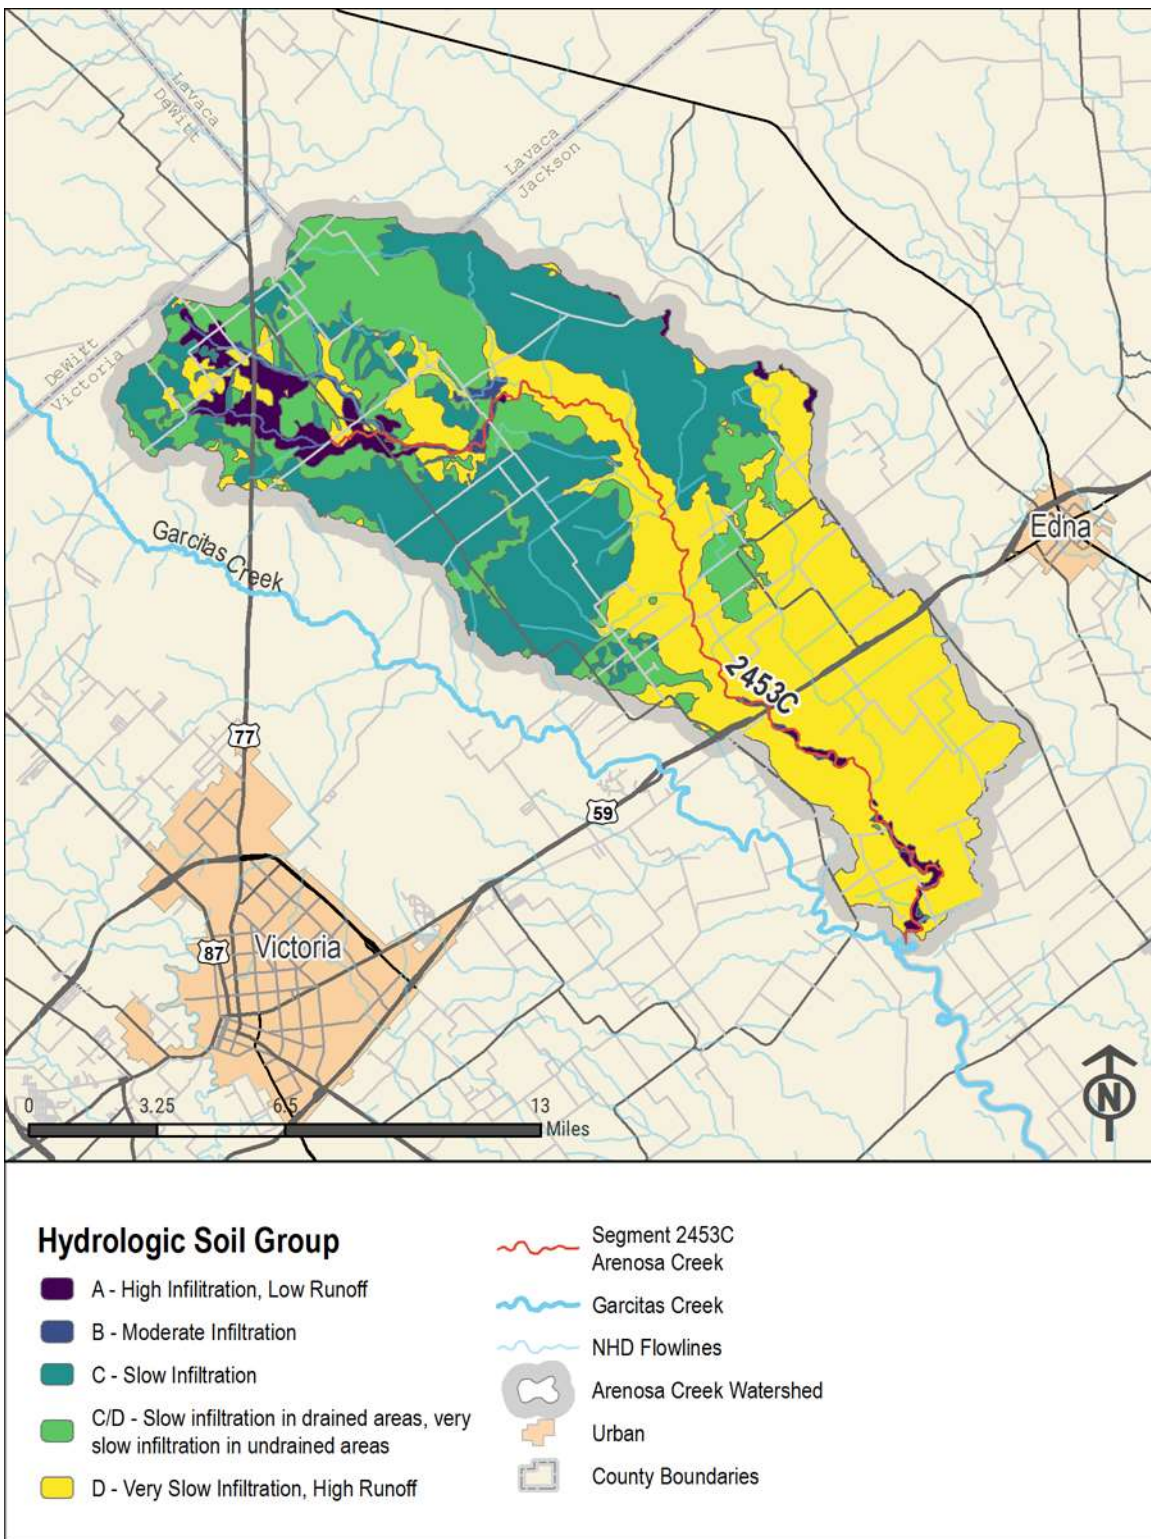 Lavaca
DeWitt
Lavaca
Jackson
DeWitt
Victoria
Garcitas Creek
Edna
2453C
77
59
87
Victoria
0 3.25 6.5 13
Miles
N
Hydrologic Soil Group
A - High Infilitration, Low Runoff
B - Moderate Infiltration
C - Slow Infiltration
C/D - Slow infiltration in drained areas, very
slow infiltration in undrained areas
D - Very Slow Infiltration, High Runoff
Segment 2453C
Arenosa Creek
Garcitas Creek
NHD Flowlines
Arenosa Creek Watershed
Urban
County Boundaries